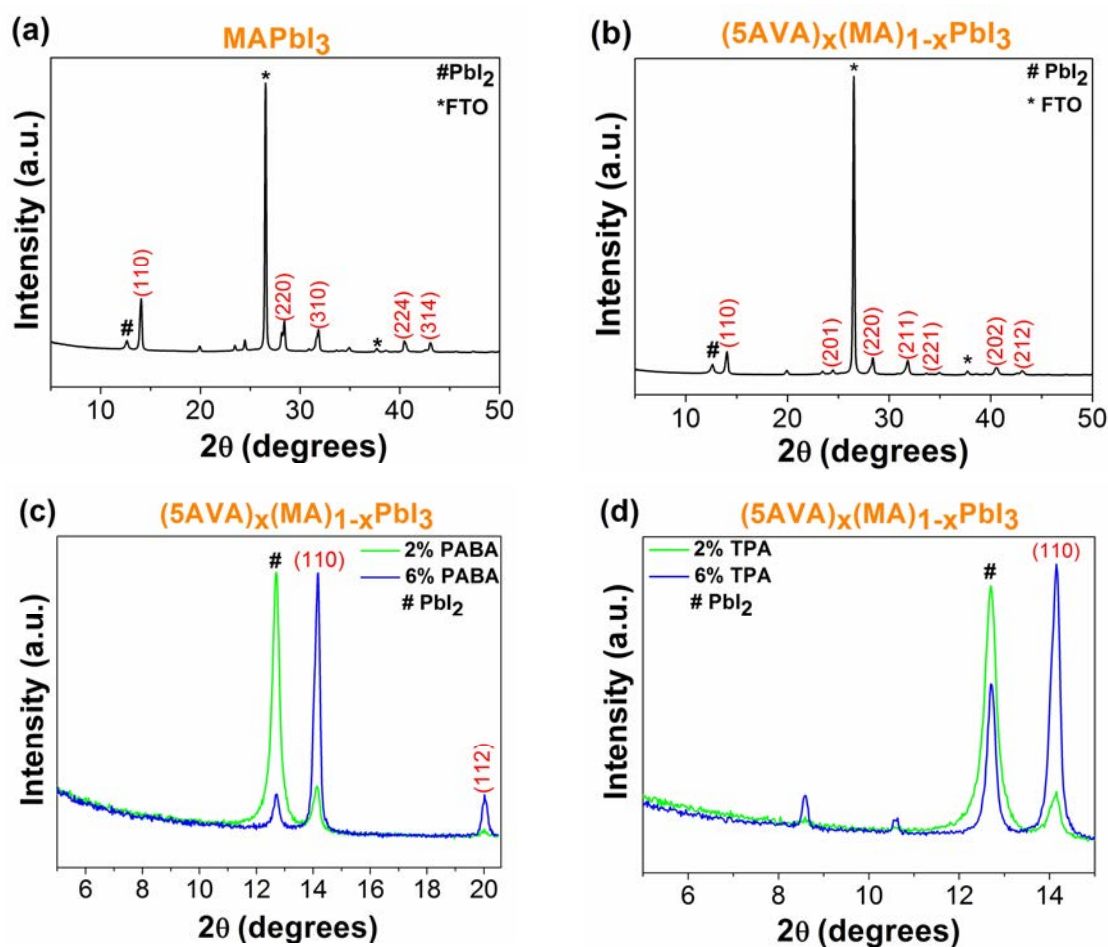 (a)
MAPbI3
#PbI2
*FTO
*
#
(110)
(220)
(310)
*
(224)
(314)
Intensity (a.u.)
10 20 30 40 50
2θ (degrees)
(b)
(5AVA)x(MA)1-xPbI3
# PbI2
* FTO
*
#
(110)
(201)
(220)
(211)
(221)
*
(202)
(212)
Intensity (a.u.)
10 20 30 40 50
2θ (degrees)
(c)
(5AVA)x(MA)1-xPbI3
2% PABA
6% PABA
# PbI2
#
(110)
(112)
Intensity (a.u.)
6 8 10 12 14 16 18 20
2θ (degrees)
(d)
(5AVA)x(MA)1-xPbI3
2% TPA
6% TPA
# PbI2
#
(110)
Intensity (a.u.)
6 8 10 12 14
2θ (degrees)